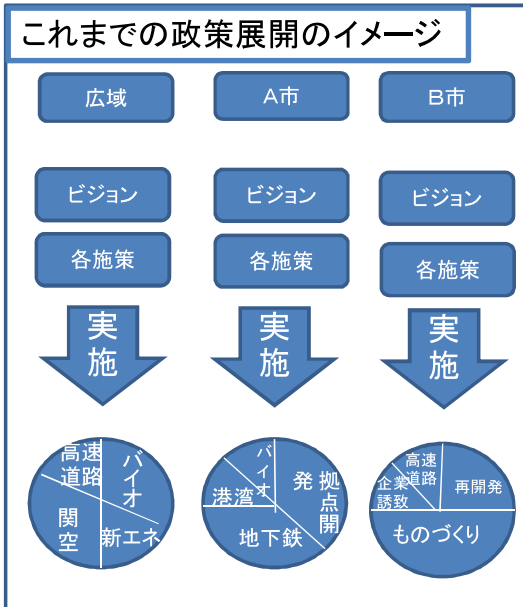 これまでの政策展開のイメージ
広域
A市
B市
ビジョン
ビジョン
ビジョン
各施策
各施策
各施策
実施
実施
実施
高速
道路
バイオ
関空
新エネ
バイオ
港湾
拠点開
発
地下鉄
高速
道路
企業
誘致
再開発
ものづくり